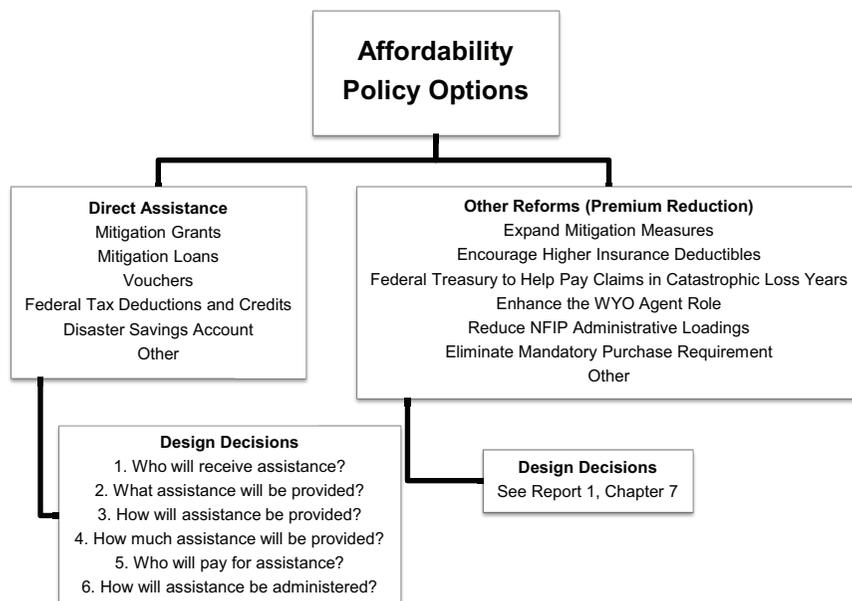 Affordability
Policy Options
Direct Assistance
Mitigation Grants
Mitigation Loans
Vouchers
Federal Tax Deductions and Credits
Disaster Savings Account
Other
Other Reforms (Premium Reduction)
Expand Mitigation Measures
Encourage Higher Insurance Deductibles
Federal Treasury to Help Pay Claims in Catastrophic Loss Years
Enhance the WYO Agent Role
Reduce NFIP Administrative Loadings
Eliminate Mandatory Purchase Requirement
Other
Design Decisions
1. Who will receive assistance?
2. What assistance will be provided?
3. How will assistance be provided?
4. How much assistance will be provided?
5. Who will pay for assistance?
6. How will assistance be administered?
Design Decisions
See Report 1, Chapter 7